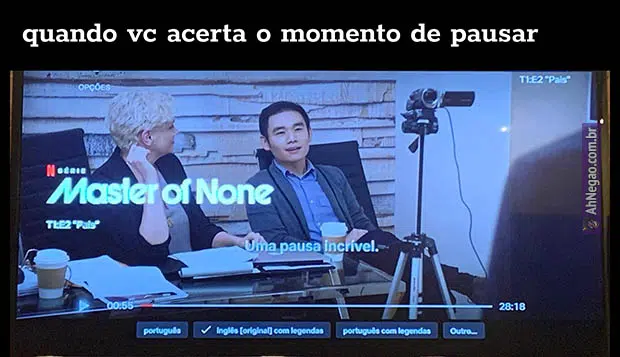 quando vc acerta o momento de pausar
OPÇÕES
T1:E2 "Pais"
N SÉRIE
Master of None
T1:E2 "Pais"
Uma pausa incrível.
00:55
28:18
português
Inglês [original] com legendas
português com legendas
Outro...
AhNegao.com.br